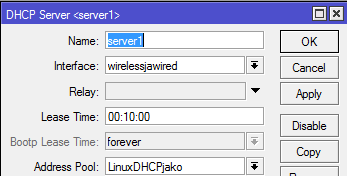 DHCP Server <server1>
Name: server1 OK
Interface: wirelessjawired Cancel
Relay: Apply
Lease Time: 00:10:00 Disable
Bootp Lease Time: forever Copy
Address Pool: LinuxDHCPjako